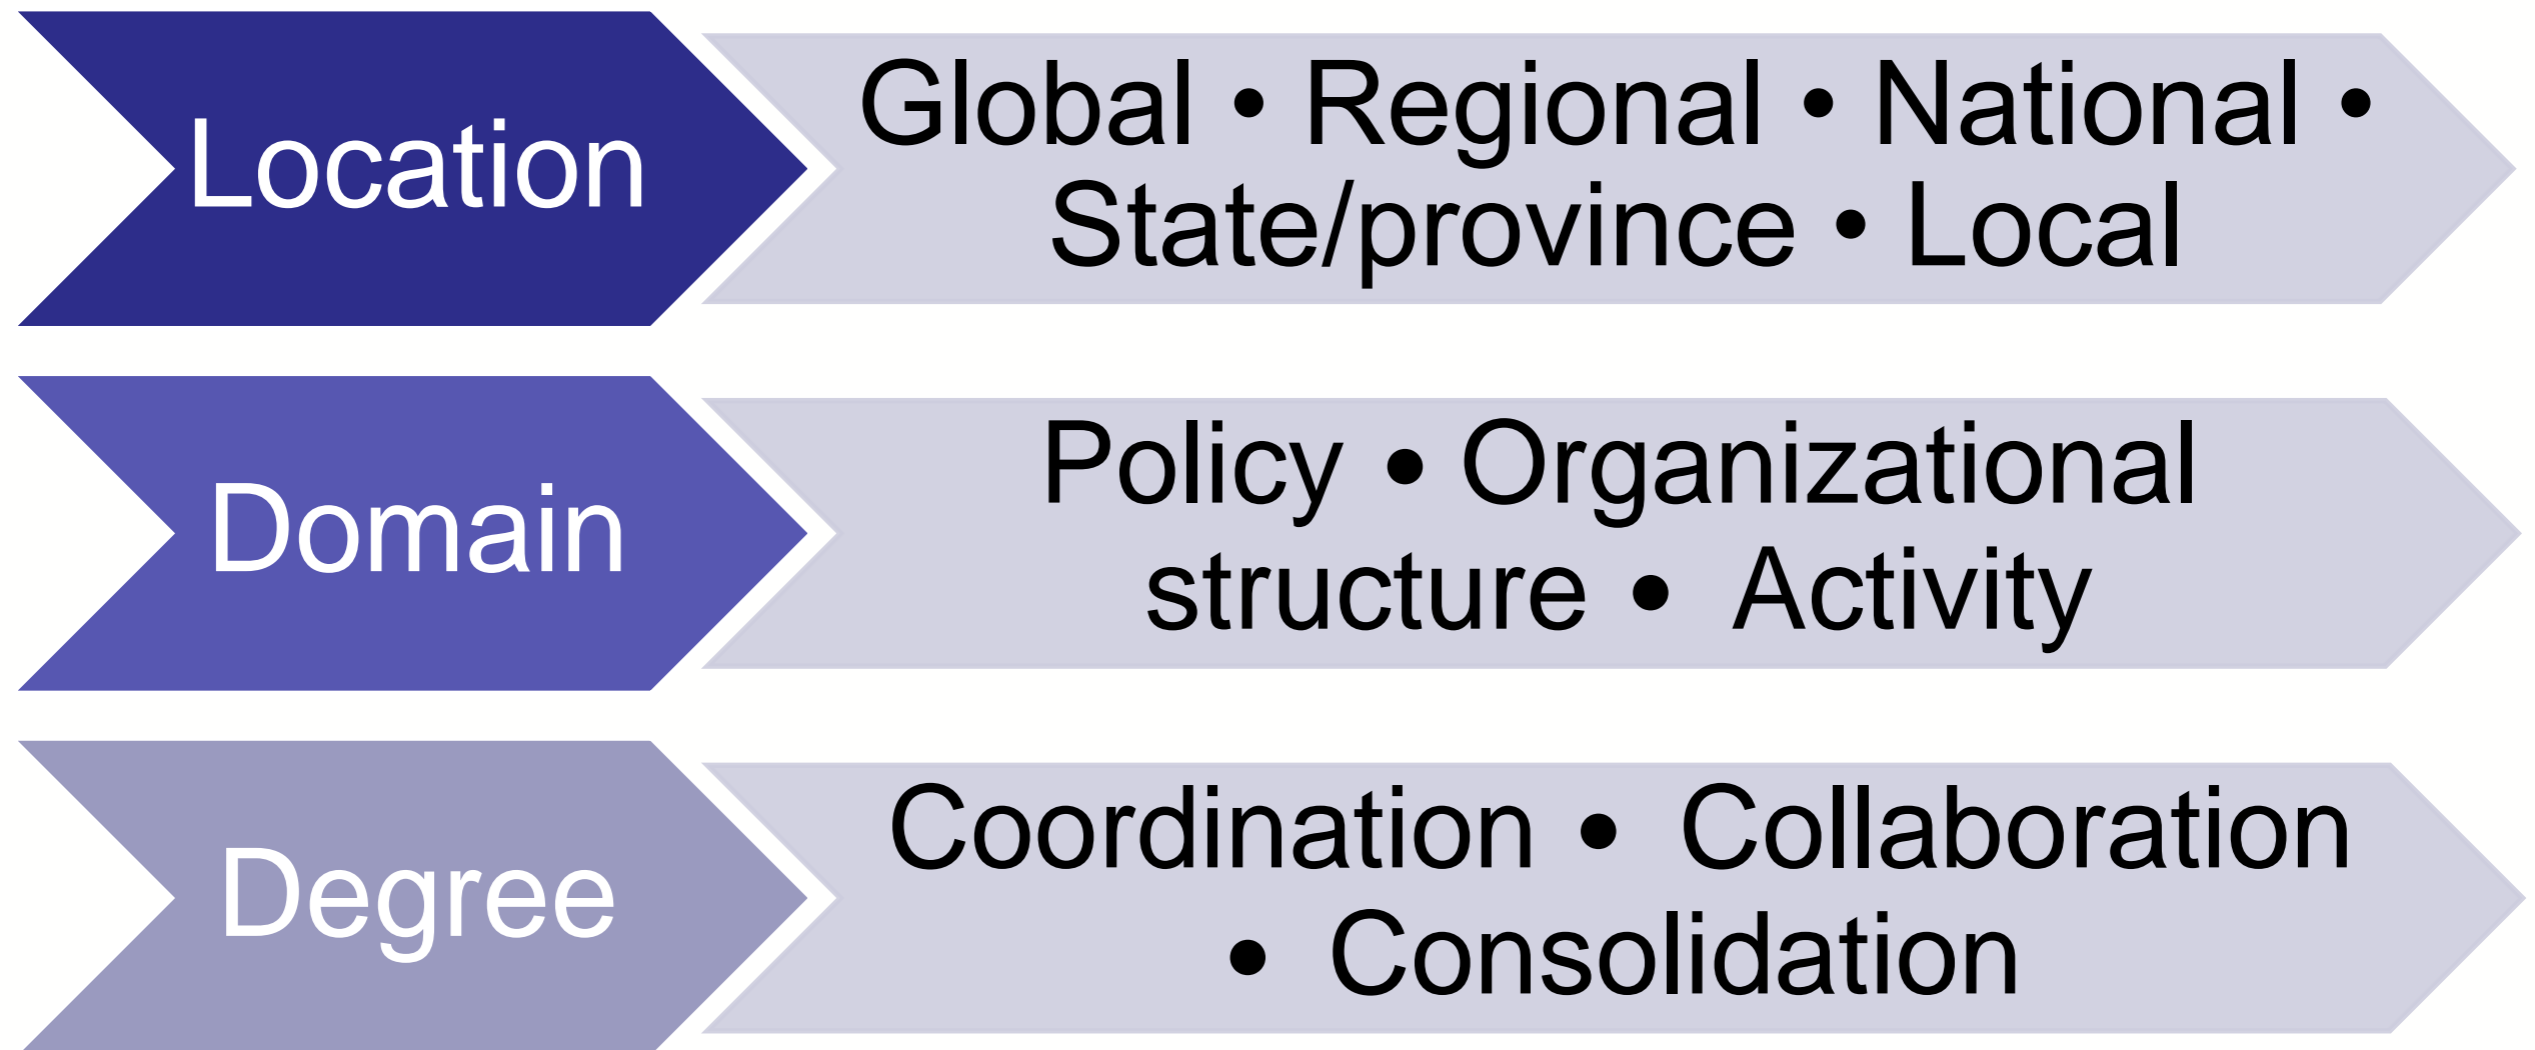 Location
Global • Regional • National •
State/province • Local
Domain
Policy • Organizational
structure • Activity
Degree
Coordination • Collaboration
• Consolidation